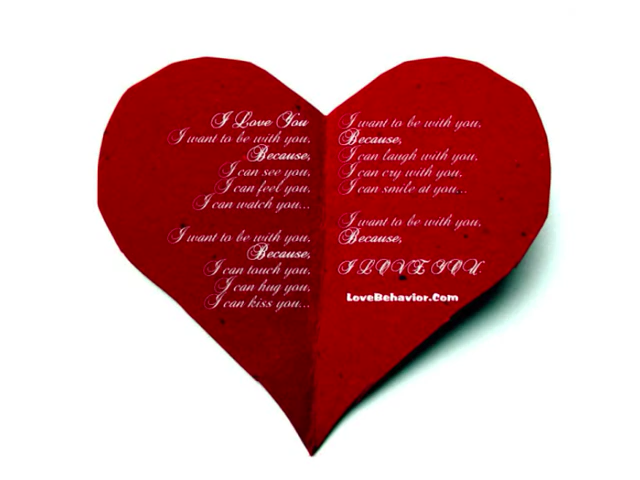 I Love You
I want to be with you,
Because,
I can see you,
I can feel you,
I can watch you...
I want to be with you,
Because,
I can touch you,
I can hug you,
I can kiss you...
I want to be with you,
Because,
I can laugh with you,
I can cry with you,
I can smile at you...
I want to be with you,
Because,
I LOVE YOU.
LoveBehavior.Com